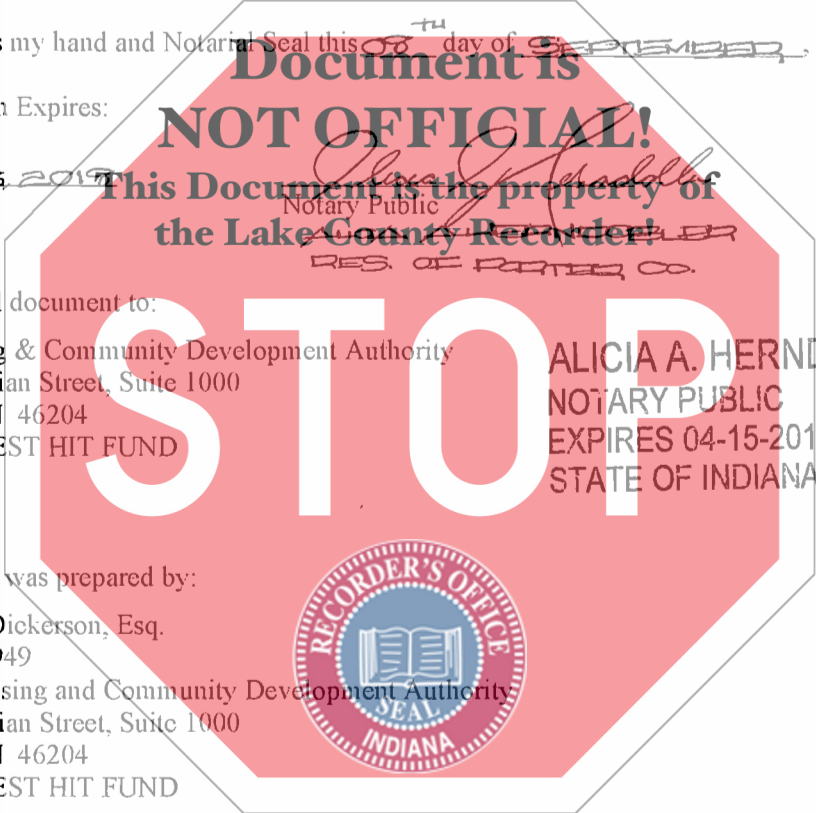 my hand and Notarial Seal this 08 TH day of SEPTEMBER,
Document is
NOT OFFICIAL!
Expires:
2019
This Document is the property of
the Lake County Recorder!
Notary Public
RES. OF PORTER CO.
document to:
& Community Development Authority
ian Street, Suite 1000
46204
EST HIT FUND
ALICIA A. HERND
NOTARY PUBLIC
EXPIRES 04-15-201
STATE OF INDIANA
STOP
was prepared by:
Dickerson, Esq.
949
sing and Community Development Authority
ian Street, Suite 1000
46204
EST HIT FUND
RECORDER'S OFFICE
SEAL
INDIANA